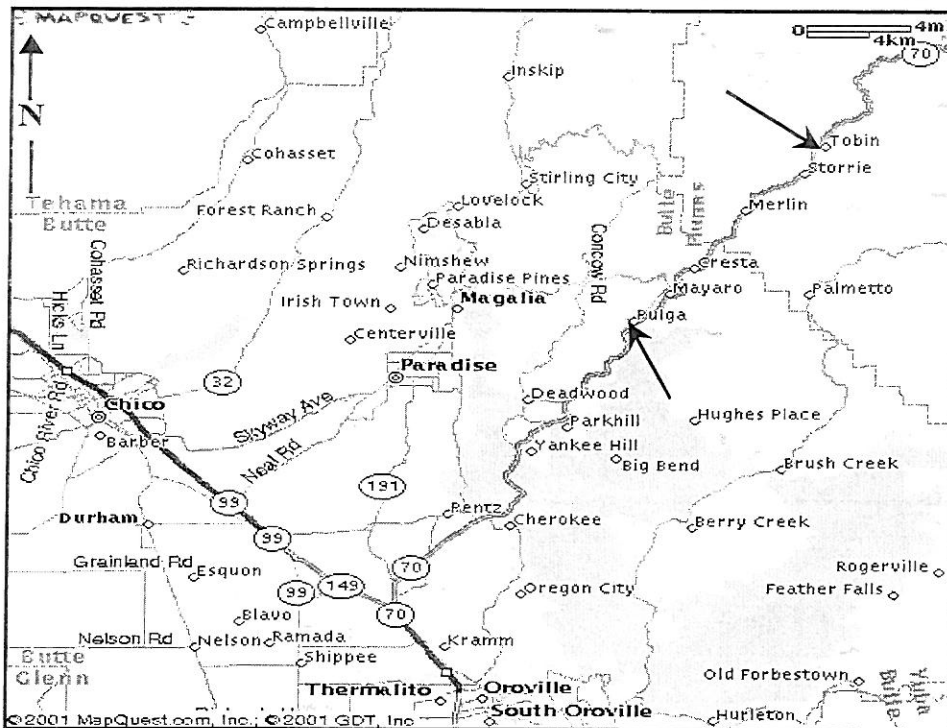 MAPQUEST
Campbellville
0 4m
4km
70
Inskip
N
Tobin
Cohasset
Storrie
Stirling City
Tehama
Butte
Forest Ranch
Lovelock
Desabla
Merlin
Butte
Plumas
Cohasset Rd
Concow Rd
Richardson Springs
Nimshew
Cresta
Paradise Pines
Irish Town
Magalia
Mayaro
Palmetto
Hicks Ln
Pulga
Centerville
Paradise
32
Deadwood
Chico
Skyway Ave
Hughes Place
Parkhill
Chico River Rd
Barber
Neal Rd
Yankee Hill
Big Bend
Brush Creek
191
99
Durham
Pentz
Cherokee
Berry Creek
99
Grainland Rd
Esquon
70
Rogerville
149
99
Oregon City
Feather Falls
Blavo
70
Nelson Rd
Nelson
Ramada
Kramm
Shippee
Butte
Glenn
Old Forbestown
Thermalito
Oroville
Butte
Yuba
South Oroville
Hurleton
©2001 MapQuest.com, Inc.; ©2001 GDT, Inc